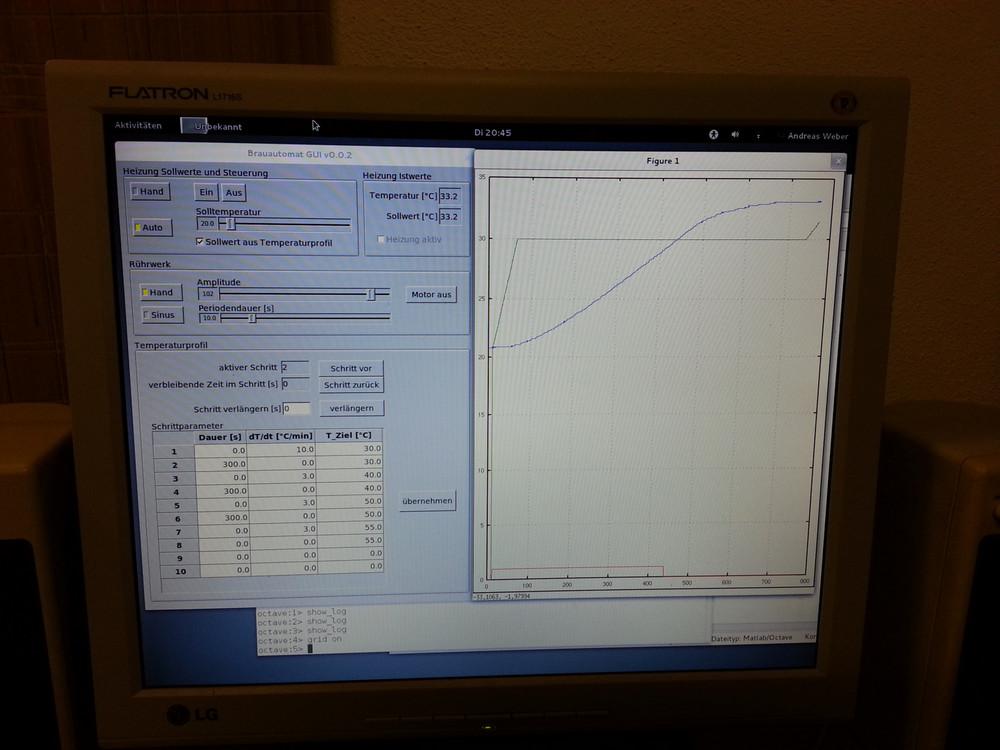 FLATRON L1718S
Aktivitäten
Unbekannt
Di 20:45
Andreas Weber
Brauautomat GUI v0.0.2
Heizung Sollwerte und Steuerung
Hand
Ein
Aus
Solltemperatur
20.0
Auto
Sollwert aus Temperaturprofil
Heizung Istwerte
Temperatur [°C] 33.2
Sollwert [°C] 33.2
Heizung aktiv
Rührwerk
Hand
Amplitude
102
Motor aus
Sinus
Periodendauer [s]
10.0
Temperaturprofil
aktiver Schritt 2
Schritt vor
verbleibende Zeit im Schritt [s] 0
Schritt zurück
Schritt verlängern [s] 0
verlängern
Schrittparameter
Dauer [s] dT/dt [°C/min] T_Ziel [°C]
1 0.0 10.0 30.0
2 300.0 0.0 30.0
3 0.0 3.0 40.0
4 300.0 0.0 40.0
5 0.0 3.0 50.0
6 300.0 0.0 50.0
7 0.0 3.0 55.0
8 0.0 0.0 55.0
9 0.0 0.0 0.0
10 0.0 0.0 0.0
übernehmen
Figure 1
35
30
25
20
15
10
5
0
0 100 200 300 400 500 600 700 800
-33,1063, -1,97994
octave:1> show_log
octave:2> show_log
octave:3> show_log
octave:4> grid on
octave:5>
Dateityp: Matlab/Octave
Kor
LG